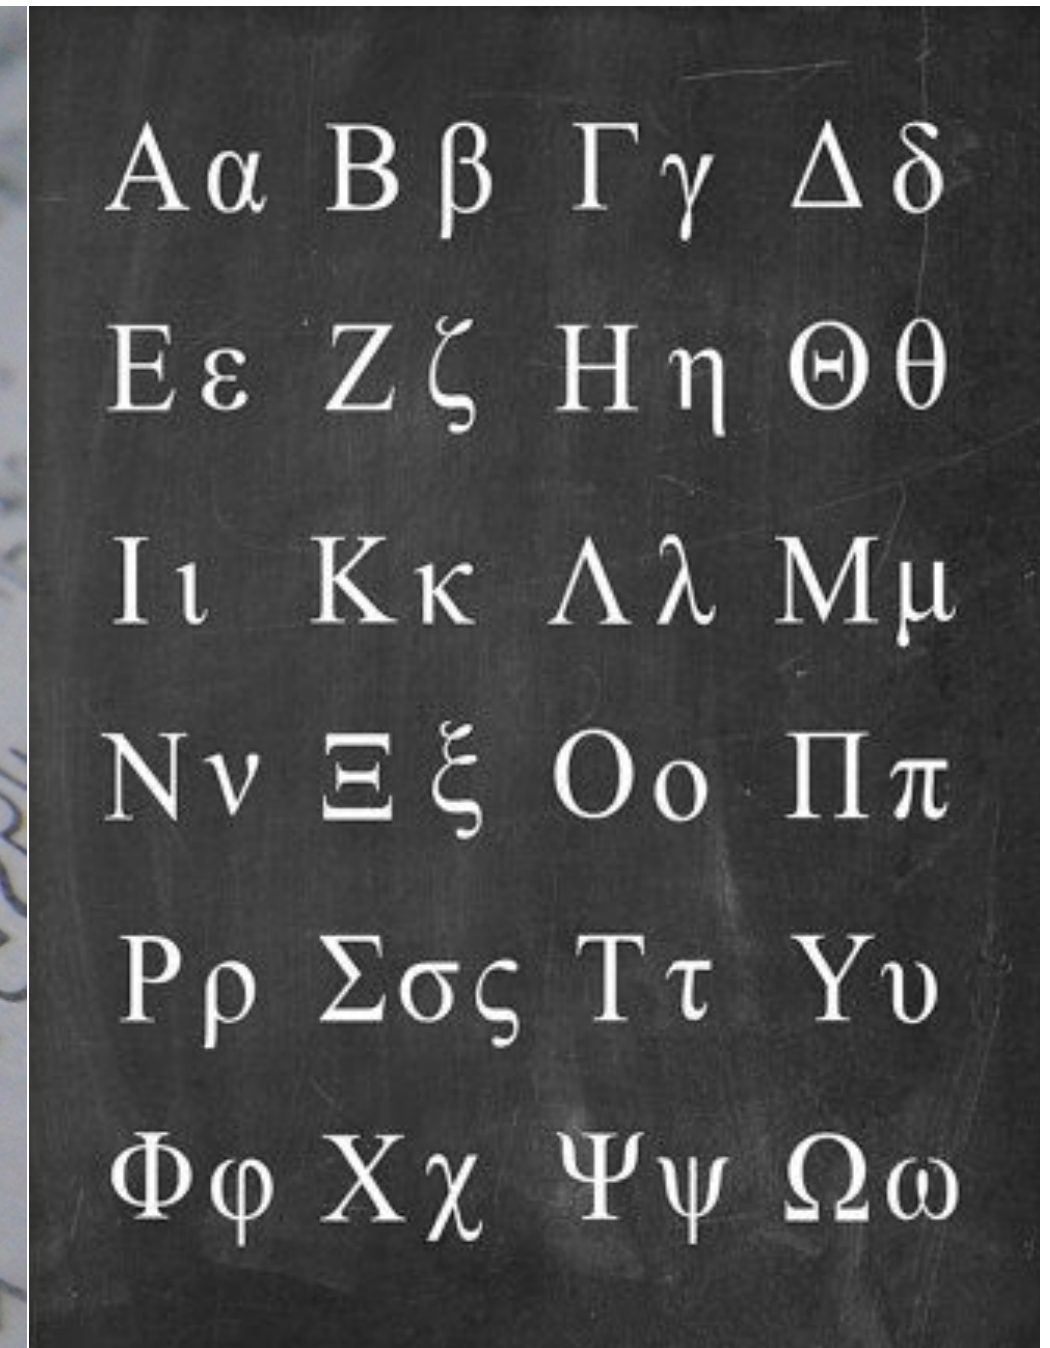 Αα Ββ Γγ Δδ
Εε Ζζ Ηη Θθ
Ιι Κκ Λλ Μμ
Νν Ξξ Οο Ππ
Ρρ Σσς Ττ Υυ
Φφ Χχ Ψψ Ωω